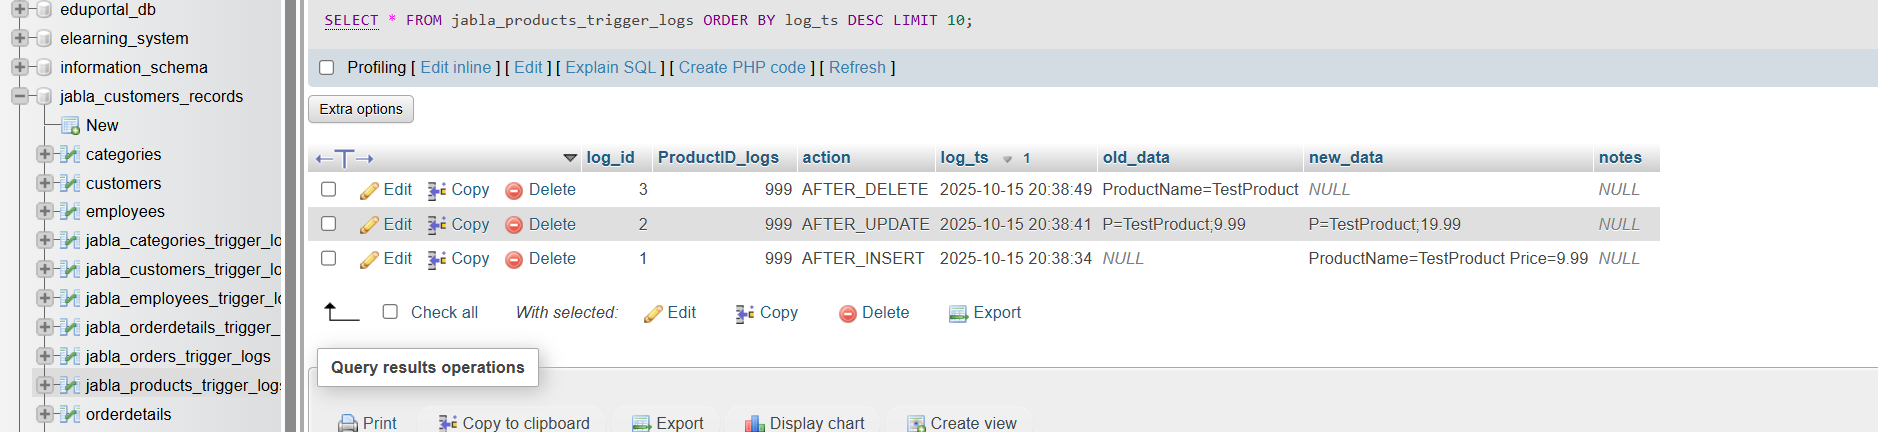 eduportal_db
elearning_system
information_schema
jabla_customers_records
New
categories
customers
employees
jabla_categories_trigger_lo
jabla_customers_trigger_lo
jabla_employees_trigger_l
jabla_orderdetails_trigger_
jabla_orders_trigger_logs
jabla_products_trigger_logs
orderdetails
SELECT * FROM jabla_products_trigger_logs ORDER BY log_ts DESC LIMIT 10;
Profiling [ Edit inline ] [ Edit ] [ Explain SQL ] [ Create PHP code ] [ Refresh ]
Extra options
log_id ProductID_logs action log_ts 1 old_data new_data notes
Edit Copy Delete 3 999 AFTER_DELETE 2025-10-15 20:38:49 ProductName=TestProduct NULL NULL
Edit Copy Delete 2 999 AFTER_UPDATE 2025-10-15 20:38:41 P=TestProduct;9.99 P=TestProduct;19.99 NULL
Edit Copy Delete 1 999 AFTER_INSERT 2025-10-15 20:38:34 NULL ProductName=TestProduct Price=9.99 NULL
Check all With selected: Edit Copy Delete Export
Query results operations
Print Copy to clipboard Export Display chart Create view